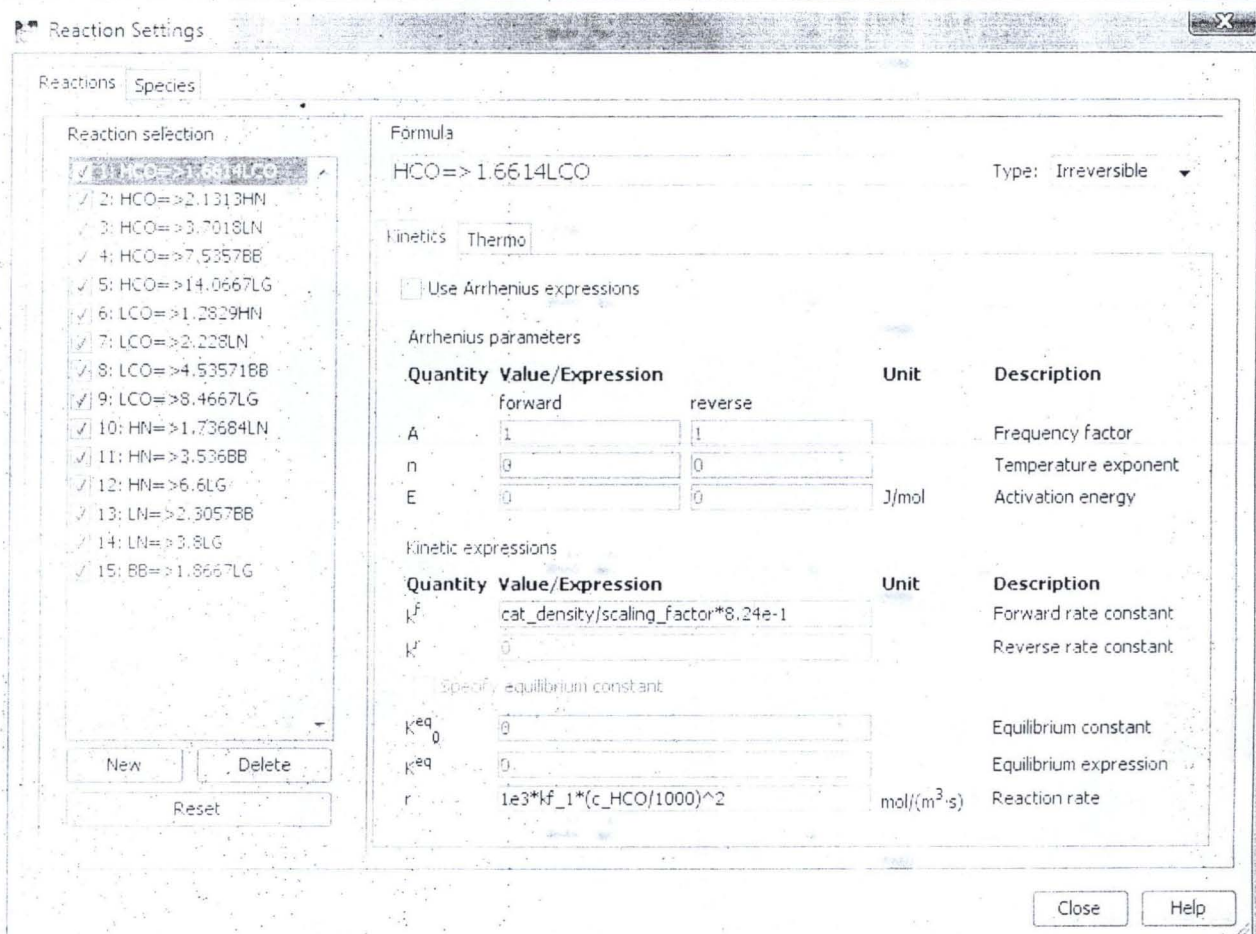 Reaction Settings
Reactions Species
Reaction selection
1: HCO=>1.6614LCO
2: HCO=>2.1313HN
3: HCO=>3.7018LN
4: HCO=>7.5357BB
5: HCO=>14.0667LG
6: LCO=>1.2829HN
7: LCO=>2.228LN
8: LCO=>4.53571BB
9: LCO=>8.4667LG
10: HN=>1.73684LN
11: HN=>3.536BB
12: HN=>6.6LG
13: LN=>2.3057BB
14: LN=>3.8LG
15: BB=>1.8667LG
New Delete
Reset
Formula
HCO=>1.6614LCO Type: Irreversible
Kinetics Thermo
Use Arrhenius expressions
Arrhenius parameters
Quantity Value/Expression Unit Description
forward reverse
A 1 1 Frequency factor
n 0 0 Temperature exponent
E 0 0 J/mol Activation energy
Kinetic expressions
Quantity Value/Expression Unit Description
k^f cat_density/scaling_factor*8.24e-1 Forward rate constant
k^r 0 Reverse rate constant
Specify equilibrium constant
K^eq_0 0 Equilibrium constant
K^eq 0 Equilibrium expression
r 1e3*kf_1*(c_HCO/1000)^2 mol/(m³·s) Reaction rate
Close Help